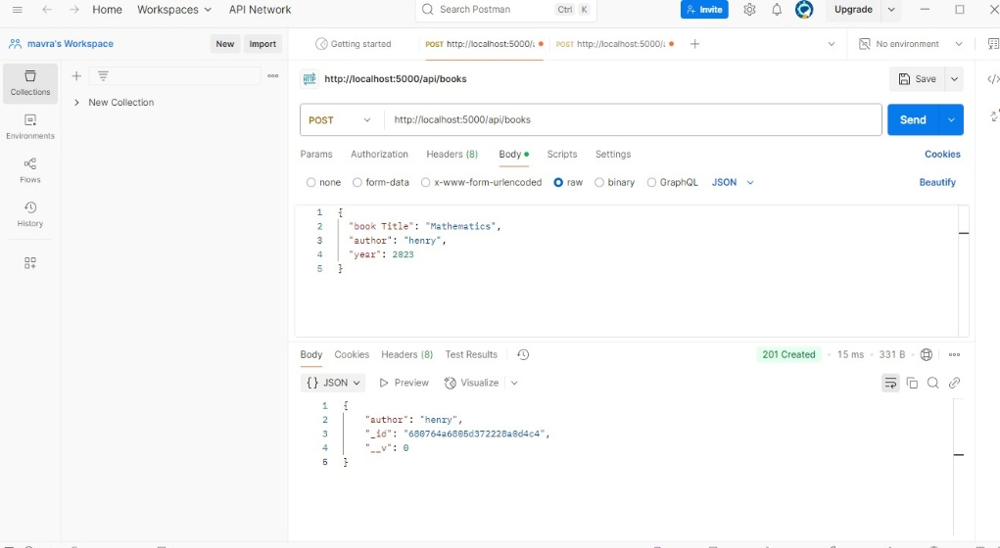 Home Workspaces API Network Search Postman Ctrl K Invite Upgrade
mavra's Workspace New Import Getting started POST http://localhost:5000/ POST http://localhost:5000/ No environment
Collections
Environments
Flows
History
New Collection
HTTP http://localhost:5000/api/books Save
POST http://localhost:5000/api/books Send
Params Authorization Headers (8) Body Scripts Settings Cookies
none form-data x-www-form-urlencoded raw binary GraphQL JSON Beautify
1 {
2 "book Title": "Mathematics",
3 "author": "henry",
4 "year": 2023
5 }
Body Cookies Headers (8) Test Results 201 Created 15 ms 331 B
{} JSON Preview Visualize
1 {
2 "author": "henry",
3 "_id": "680764a6805d372228a0d4c4",
4 "__v": 0
5 }